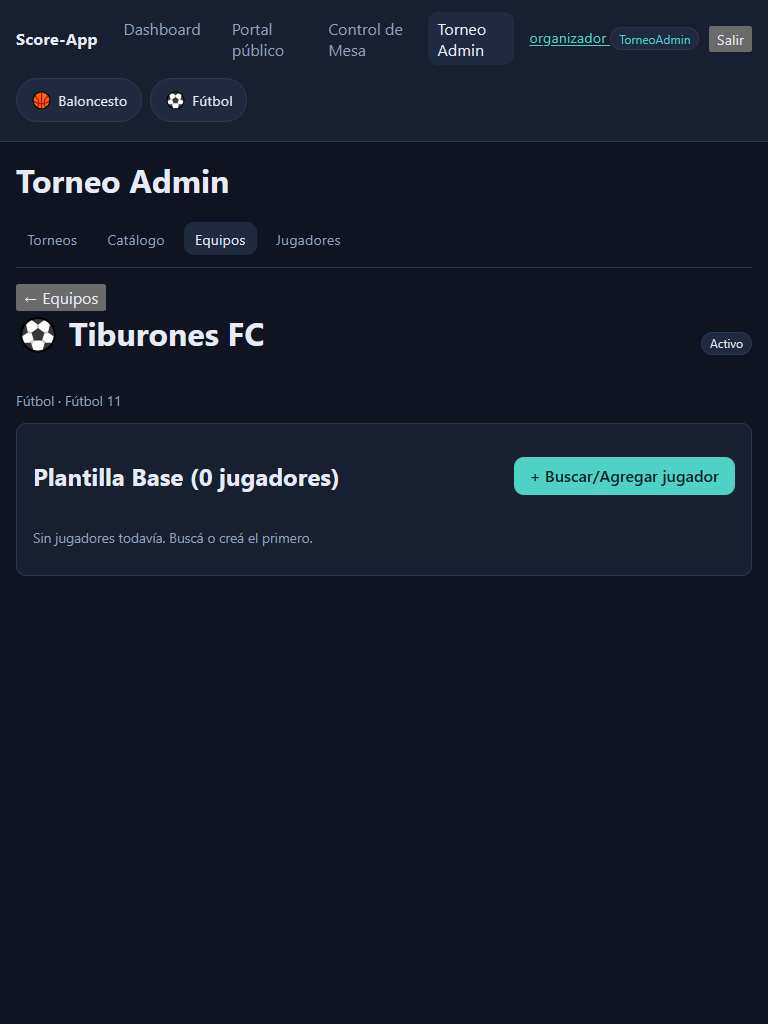 Score-App
Dashboard
Portal
público
Control de
Mesa
Torneo
Admin
organizador
TorneoAdmin
Salir
Baloncesto
Fútbol
Torneo Admin
Torneos
Catálogo
Equipos
Jugadores
← Equipos
Tiburones FC
Activo
Fútbol · Fútbol 11
Plantilla Base (0 jugadores)
+ Buscar/Agregar jugador
Sin jugadores todavía. Buscá o creá el primero.